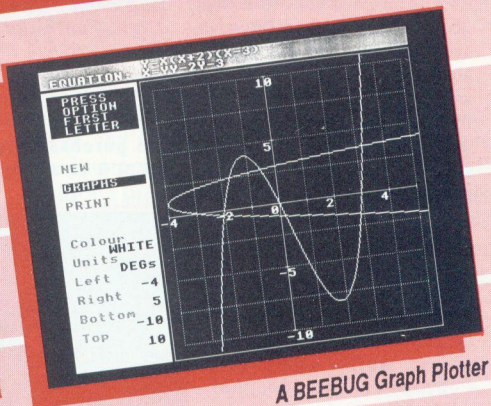 EQUATION: Y=X(X+2)(X-3)
X=YY-2Y-3
PRESS
OPTION
FIRST
LETTER
NEW
GRAPHS
PRINT
Colour
WHITE
Units
DEGs
Left -4
Right 5
Bottom -10
Top 10
10
5
-4 -2 0 2 4
-5
-10
A BEEBUG Graph Plotter